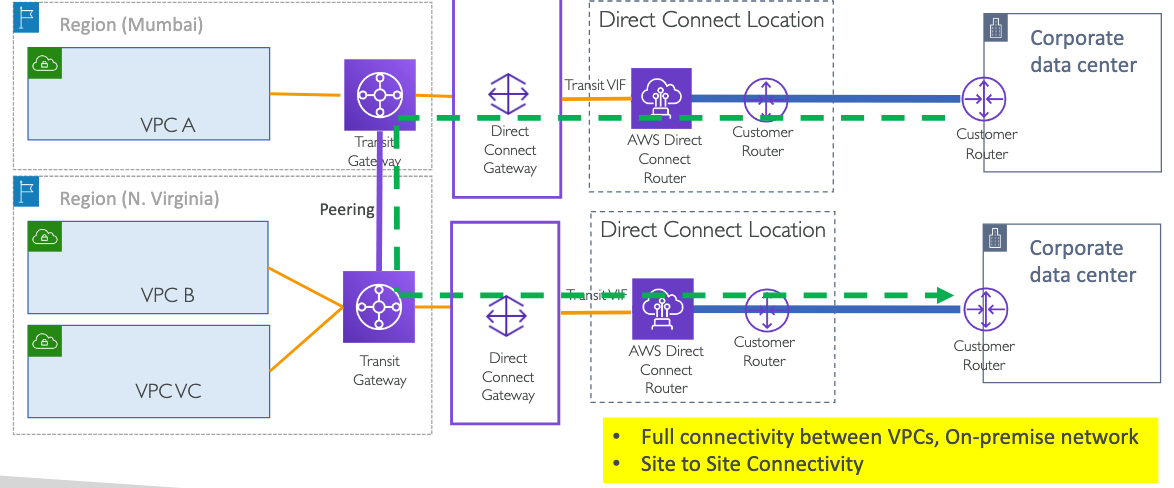 Region (Mumbai)
VPC A
Transit
Gateway
Direct
Connect
Gateway
Direct Connect Location
Transit VIF
AWS Direct
Connect
Router
Customer
Router
Corporate
data center
Customer
Router
Peering
Region (N. Virginia)
VPC B
VPC VC
Transit
Gateway
Direct
Connect
Gateway
Direct Connect Location
Transit VIF
AWS Direct
Connect
Router
Customer
Router
Corporate
data center
Customer
Router
• Full connectivity between VPCs, On-premise network
• Site to Site Connectivity